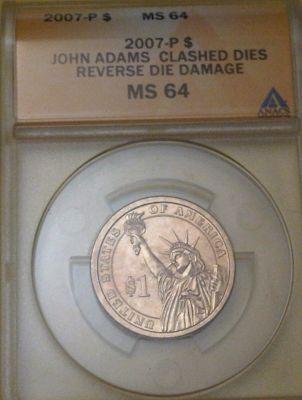 2007-P $ MS 64
2007-P $
JOHN ADAMS CLASHED DIES
REVERSE DIE DAMAGE
MS 64
ANACS
UNITED STATES OF AMERICA
$1